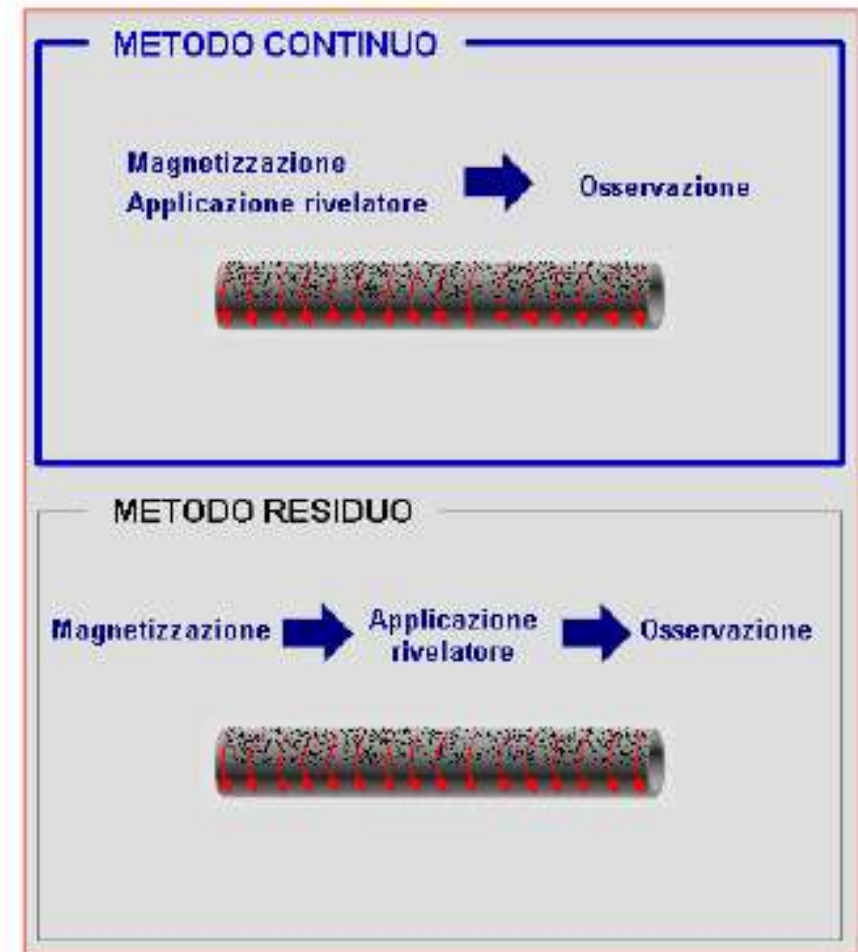 METODO CONTINUO
Magnetizzazione
Applicazione rivelatore
Osservazione
METODO RESIDUO
Magnetizzazione
Applicazione
rivelatore
Osservazione